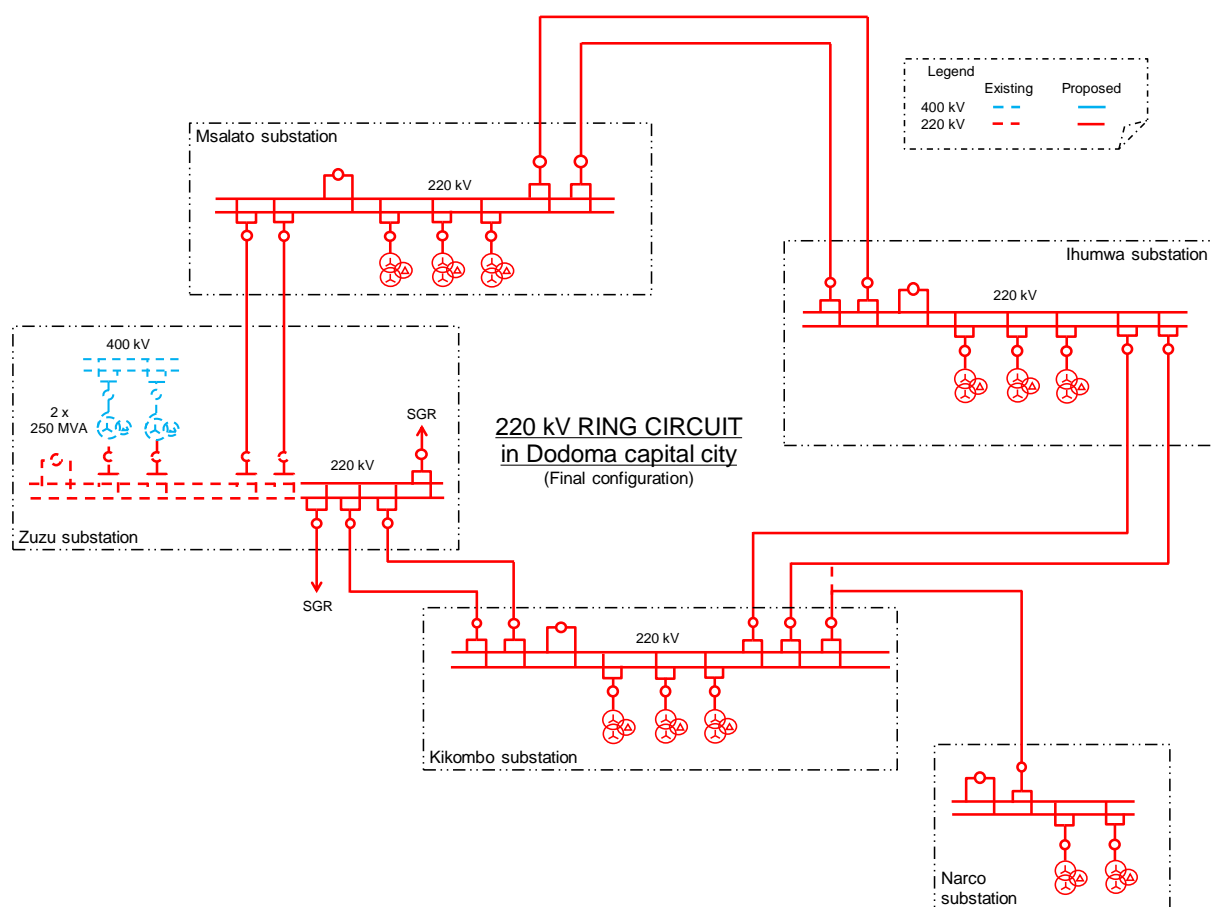 Legend
Existing Proposed
400 kV
220 kV
Msalato substation
220 kV
Ihumwa substation
220 kV
400 kV
2 x
250 MVA
SGR
220 kV
Zuzu substation
SGR
220 kV RING CIRCUIT
in Dodoma capital city
(Final configuration)
220 kV
Kikombo substation
Narco
substation